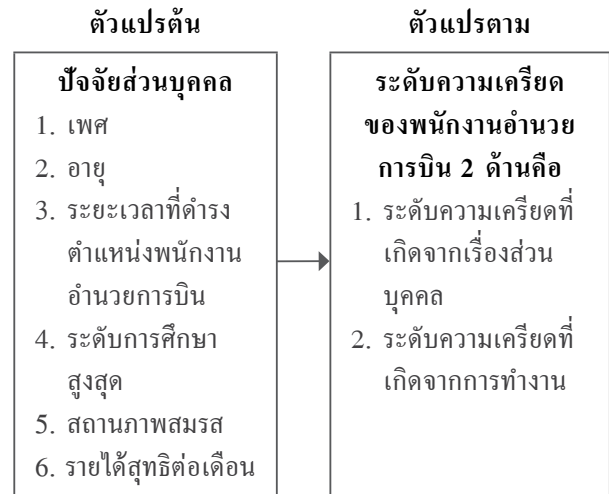 ตัวแปรต้น
ปัจจัยส่วนบุคคล
1. เพศ
2. อายุ
3. ระยะเวลาที่ดำรง
ตำแหน่งพนักงาน
อำนวยการบิน
4. ระดับการศึกษา
สูงสุด
5. สถานภาพสมรส
6. รายได้สุทธิต่อเดือน
ตัวแปรตาม
ระดับความเครียด
ของพนักงานอำนวย
การบิน 2 ด้านคือ
1. ระดับความเครียดที่
เกิดจากเรื่องส่วน
บุคคล
2. ระดับความเครียดที่
เกิดจากการทำงาน